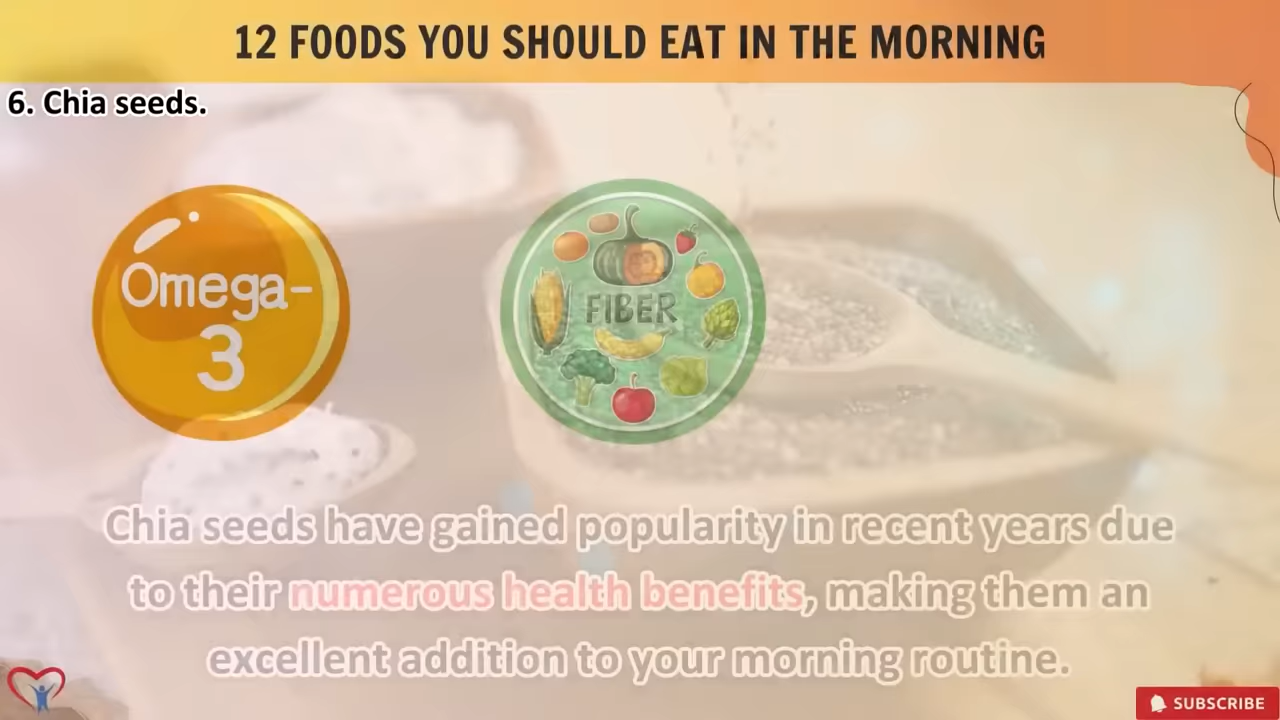 12 FOODS YOU SHOULD EAT IN THE MORNING
6. Chia seeds.
Omega-
3
FIBER
Chia seeds have gained popularity in recent years due
to their numerous health benefits, making them an
excellent addition to your morning routine.
SUBSCRIBE